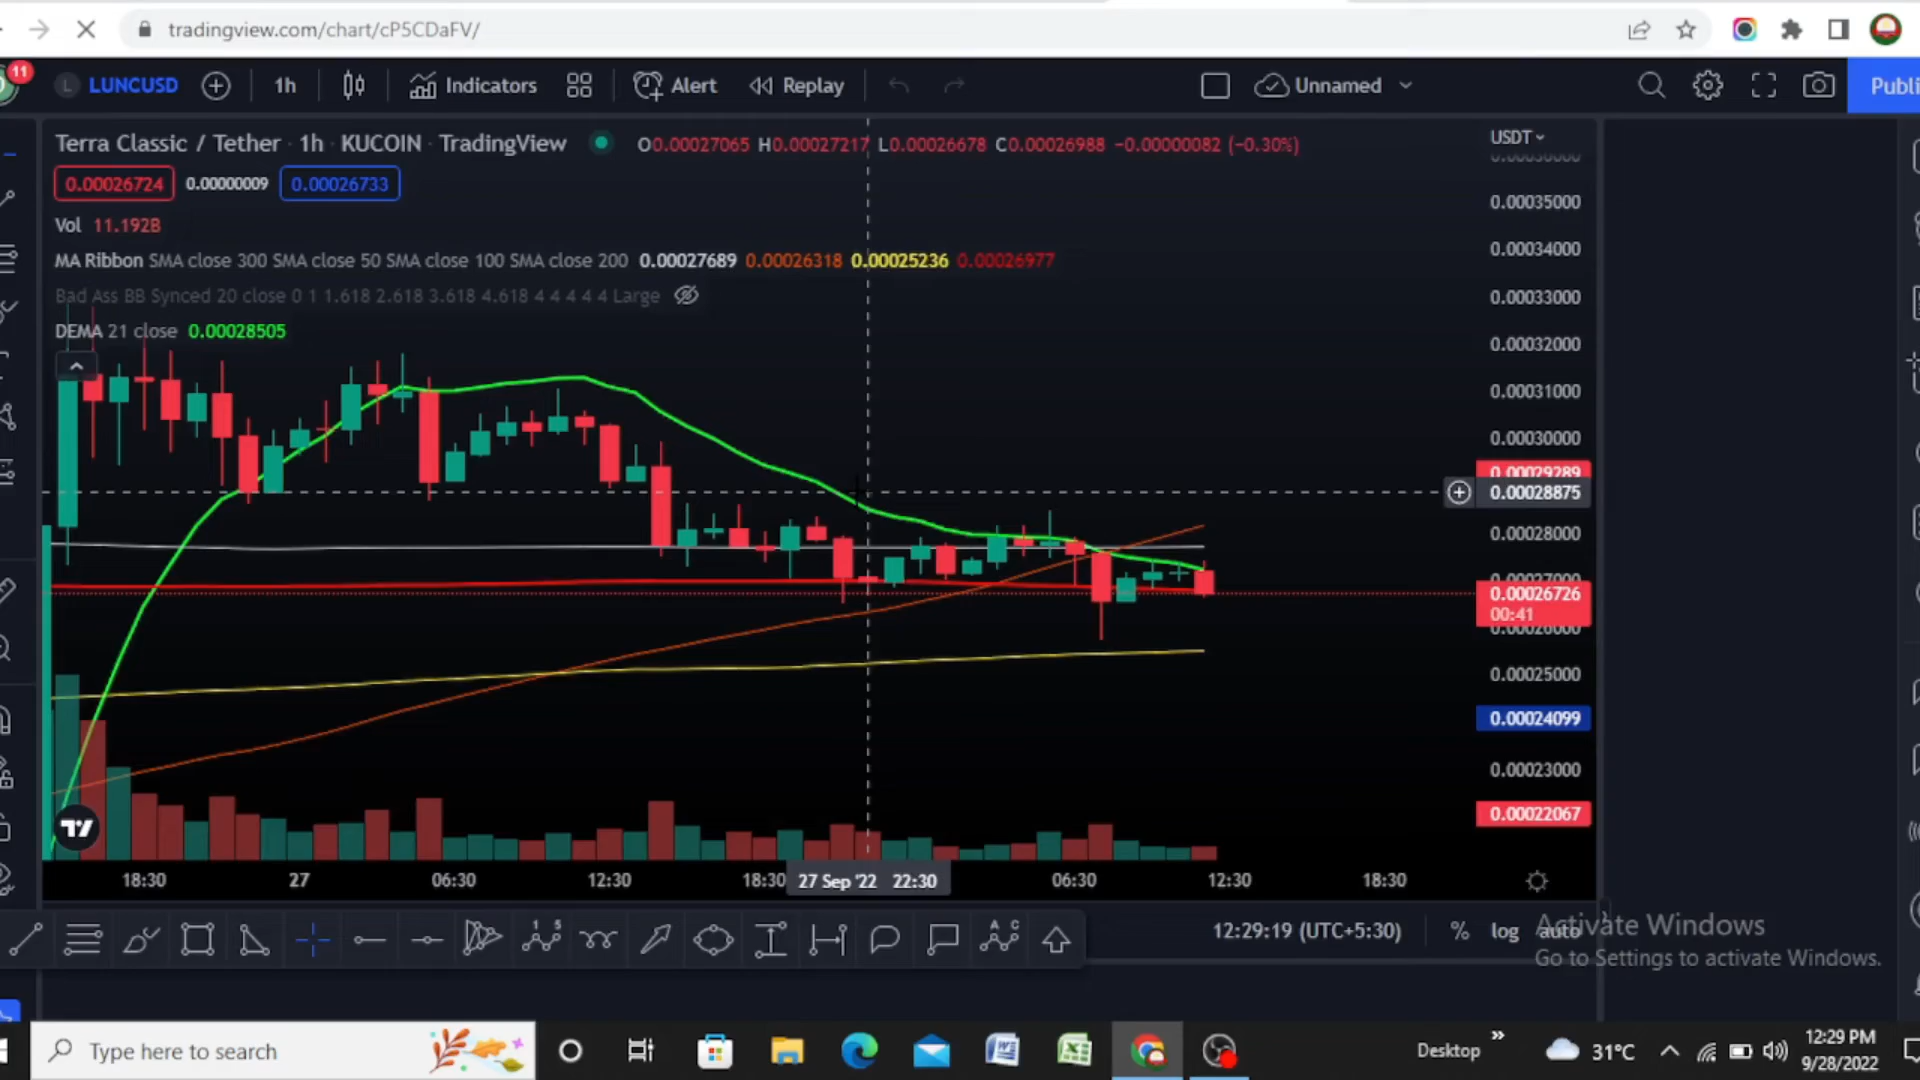 tradingview.com/chart/cP5CDaFV/
11
L LUNCUSD 1h Indicators Alert Replay Unnamed Publi
Terra Classic / Tether · 1h · KUCOIN · TradingView O0.00027065 H0.00027217 L0.00026678 C0.00026988 −0.00000082 (−0.30%)
USDT
0.00026724 0.00000009 0.00026733
Vol 11.192B
MA Ribbon SMA close 300 SMA close 50 SMA close 100 SMA close 200 0.00027689 0.00026318 0.00025236 0.00026977
Bad Ass BB Synced 20 close 0 1 1.618 2.618 3.618 4.618 4 4 4 4 4 Large
DEMA 21 close 0.00028505
0.00035000
0.00034000
0.00033000
0.00032000
0.00031000
0.00030000
0.00029289
0.00028875
0.00028000
0.00027000
0.00026726
00:41
0.00026000
0.00025000
0.00024099
0.00023000
0.00022067
18:30 27 06:30 12:30 18:30 27 Sep '22 22:30 06:30 12:30 18:30
12:29:19 (UTC+5:30) % log auto
Activate Windows
Go to Settings to activate Windows.
Type here to search
Desktop
31°C
12:29 PM
9/28/2022